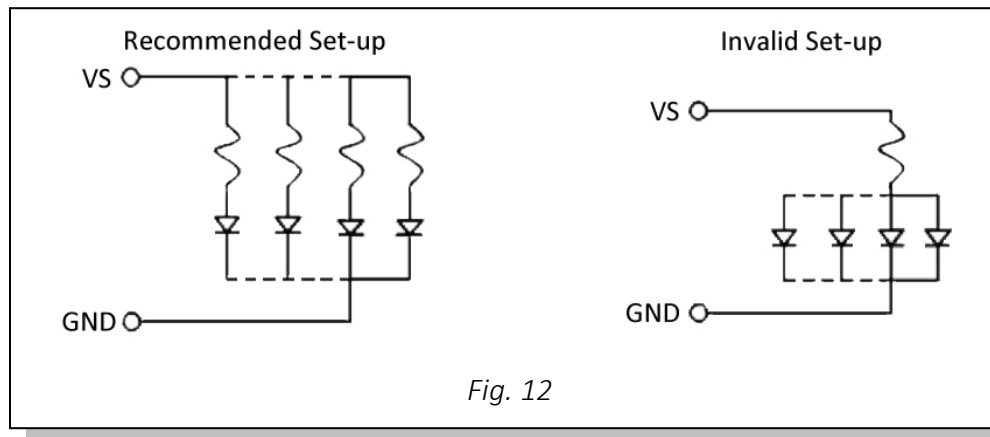 Recommended Set-up
VS
GND
Invalid Set-up
VS
GND
Fig. 12